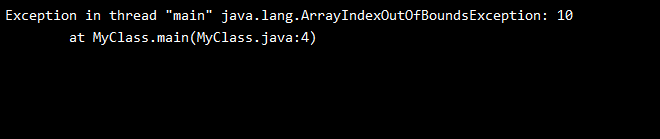 Exception in thread "main" java.lang.ArrayIndexOutOfBoundsException: 10
at MyClass.main(MyClass.java:4)